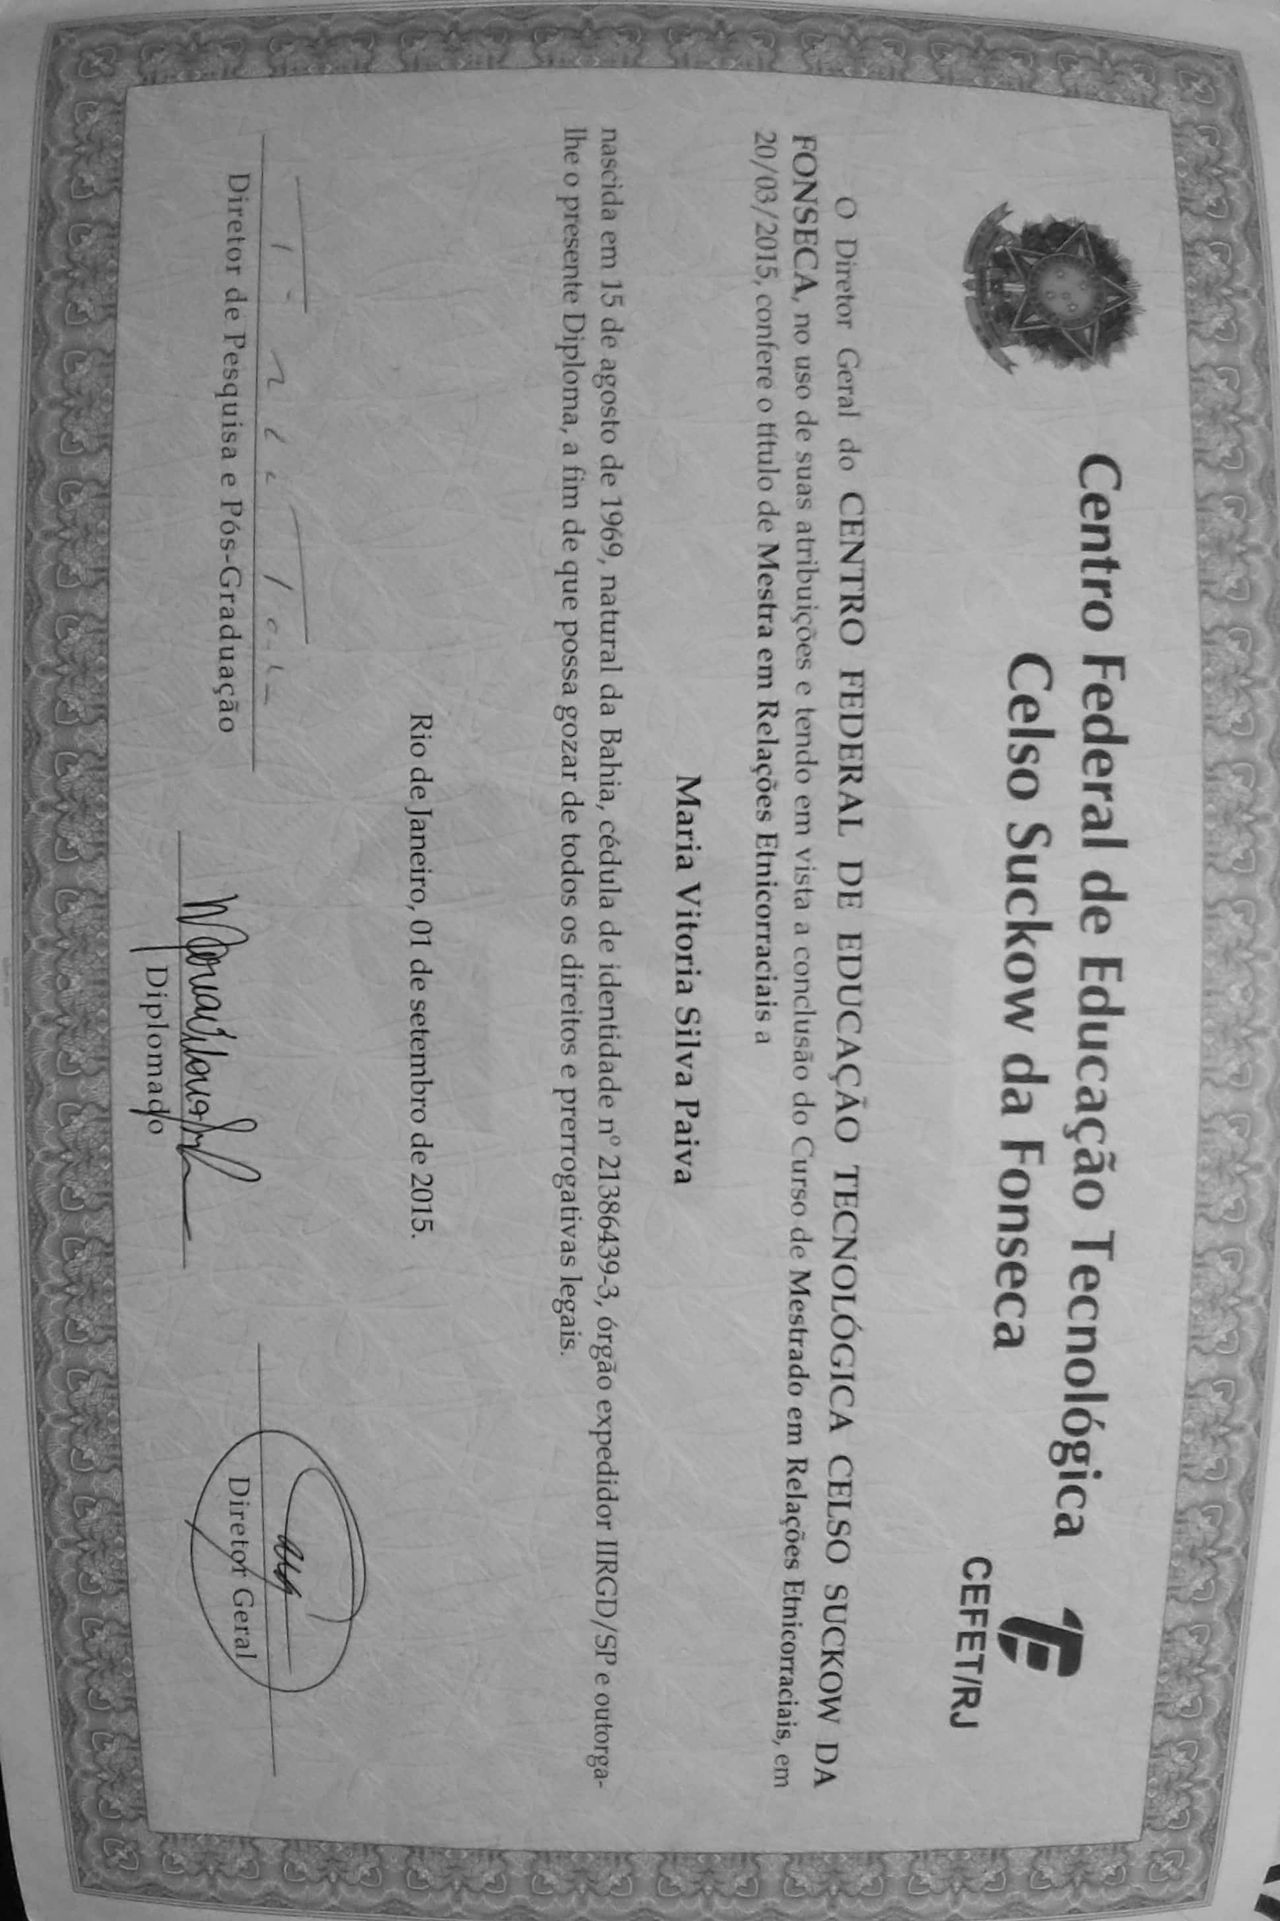 Centro Federal de Educação Tecnológica
Celso Suckow da Fonseca
CEFET/RJ
O Diretor Geral do CENTRO FEDERAL DE EDUCAÇÃO TECNOLÓGICA CELSO SUCKOW DA
FONSECA, no uso de suas atribuições e tendo em vista a conclusão do Curso de Mestrado em Relações Etnicorraciais, em
20/03/2015, confere o título de Mestra em Relações Etnicorraciais a
Maria Vitoria Silva Paiva
nascida em 15 de agosto de 1969, natural da Bahia, cédula de identidade nº 21386439-3, órgão expedidor IIRGD/SP e outorga-
lhe o presente Diploma, a fim de que possa gozar de todos os direitos e prerrogativas legais.
Rio de Janeiro, 01 de setembro de 2015.
Diretor de Pesquisa e Pós-Graduação
Diplomado
Diretor Geral